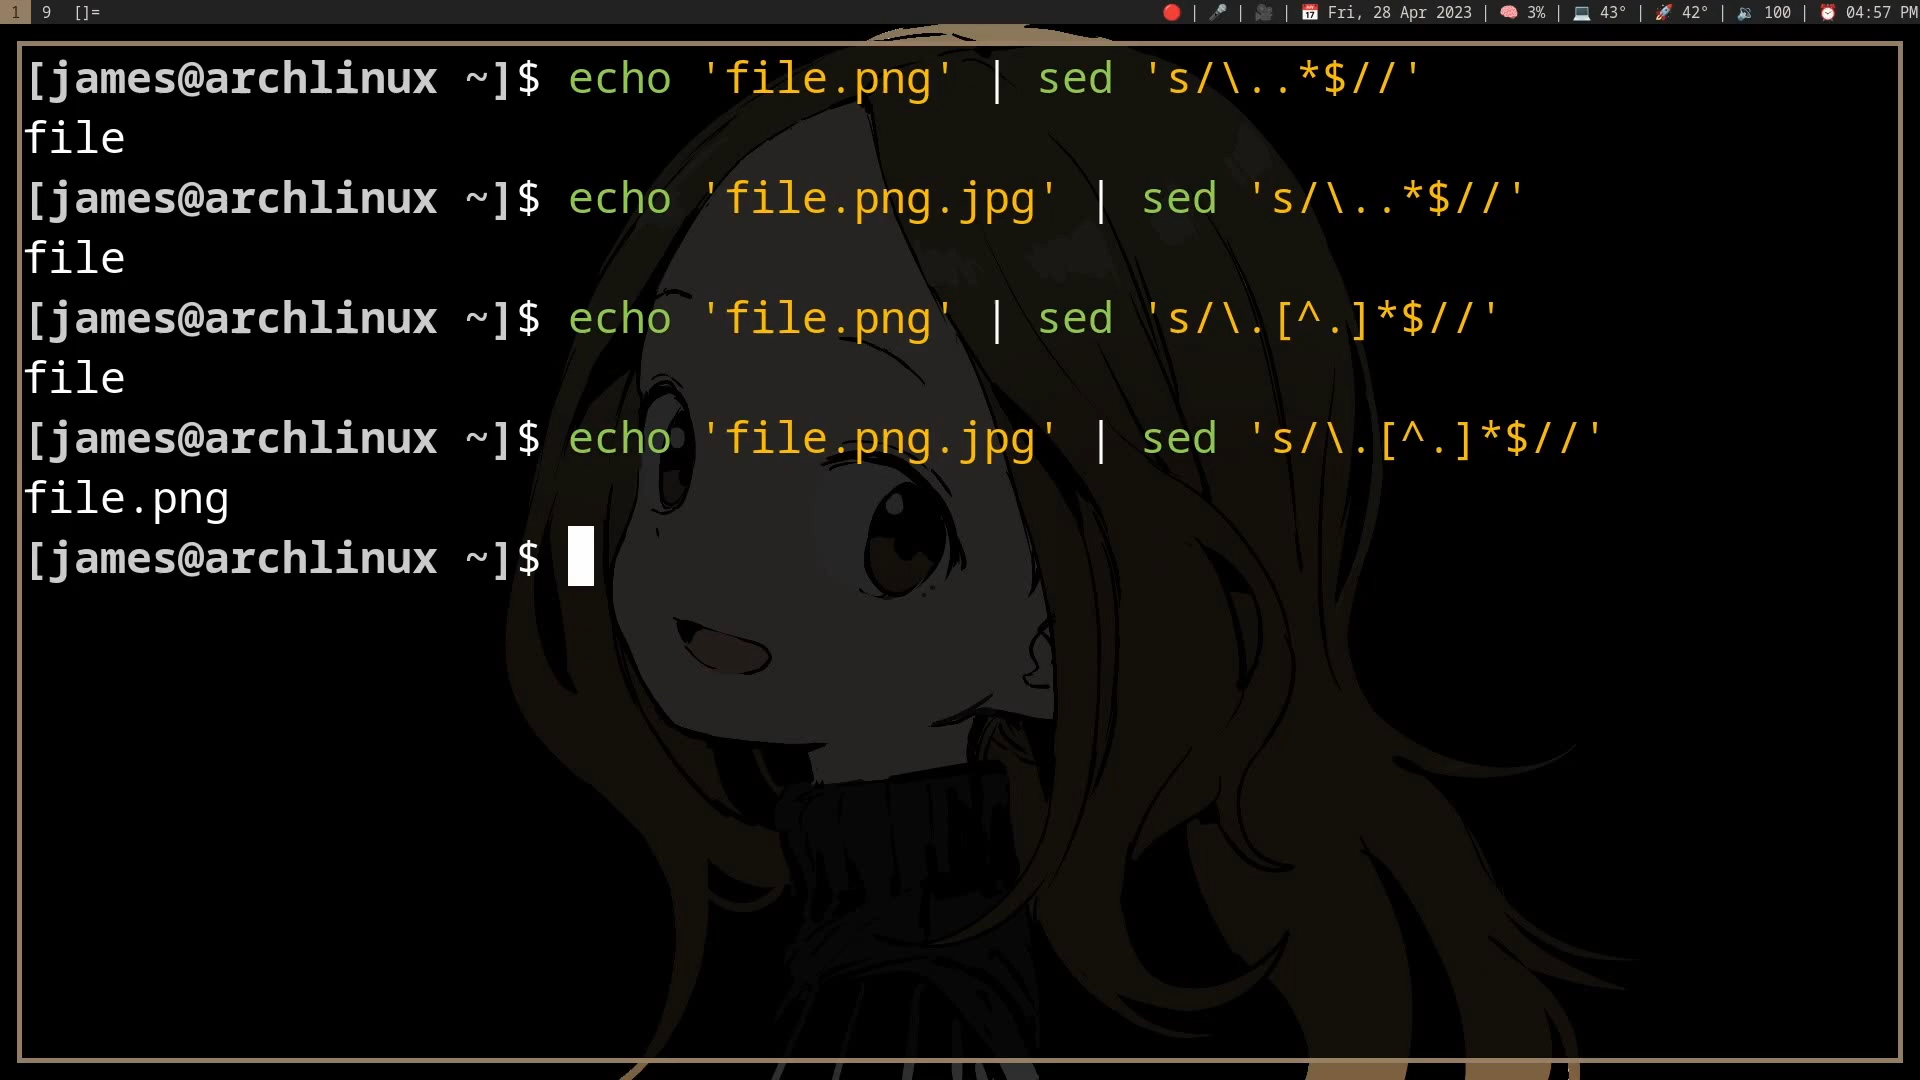 1 9 []= 🔴 | 🎤 | 🎥 | 📅 Fri, 28 Apr 2023 | 🧠 3% | 💻 43° | 🚀 42° | 🔉 100 | ⏰ 04:57 PM
[james@archlinux ~]$ echo 'file.png' | sed 's/\..*$//'
file
[james@archlinux ~]$ echo 'file.png.jpg' | sed 's/\..*$//'
file
[james@archlinux ~]$ echo 'file.png' | sed 's/\.[^.]*$//'
file
[james@archlinux ~]$ echo 'file.png.jpg' | sed 's/\.[^.]*$//'
file.png
[james@archlinux ~]$